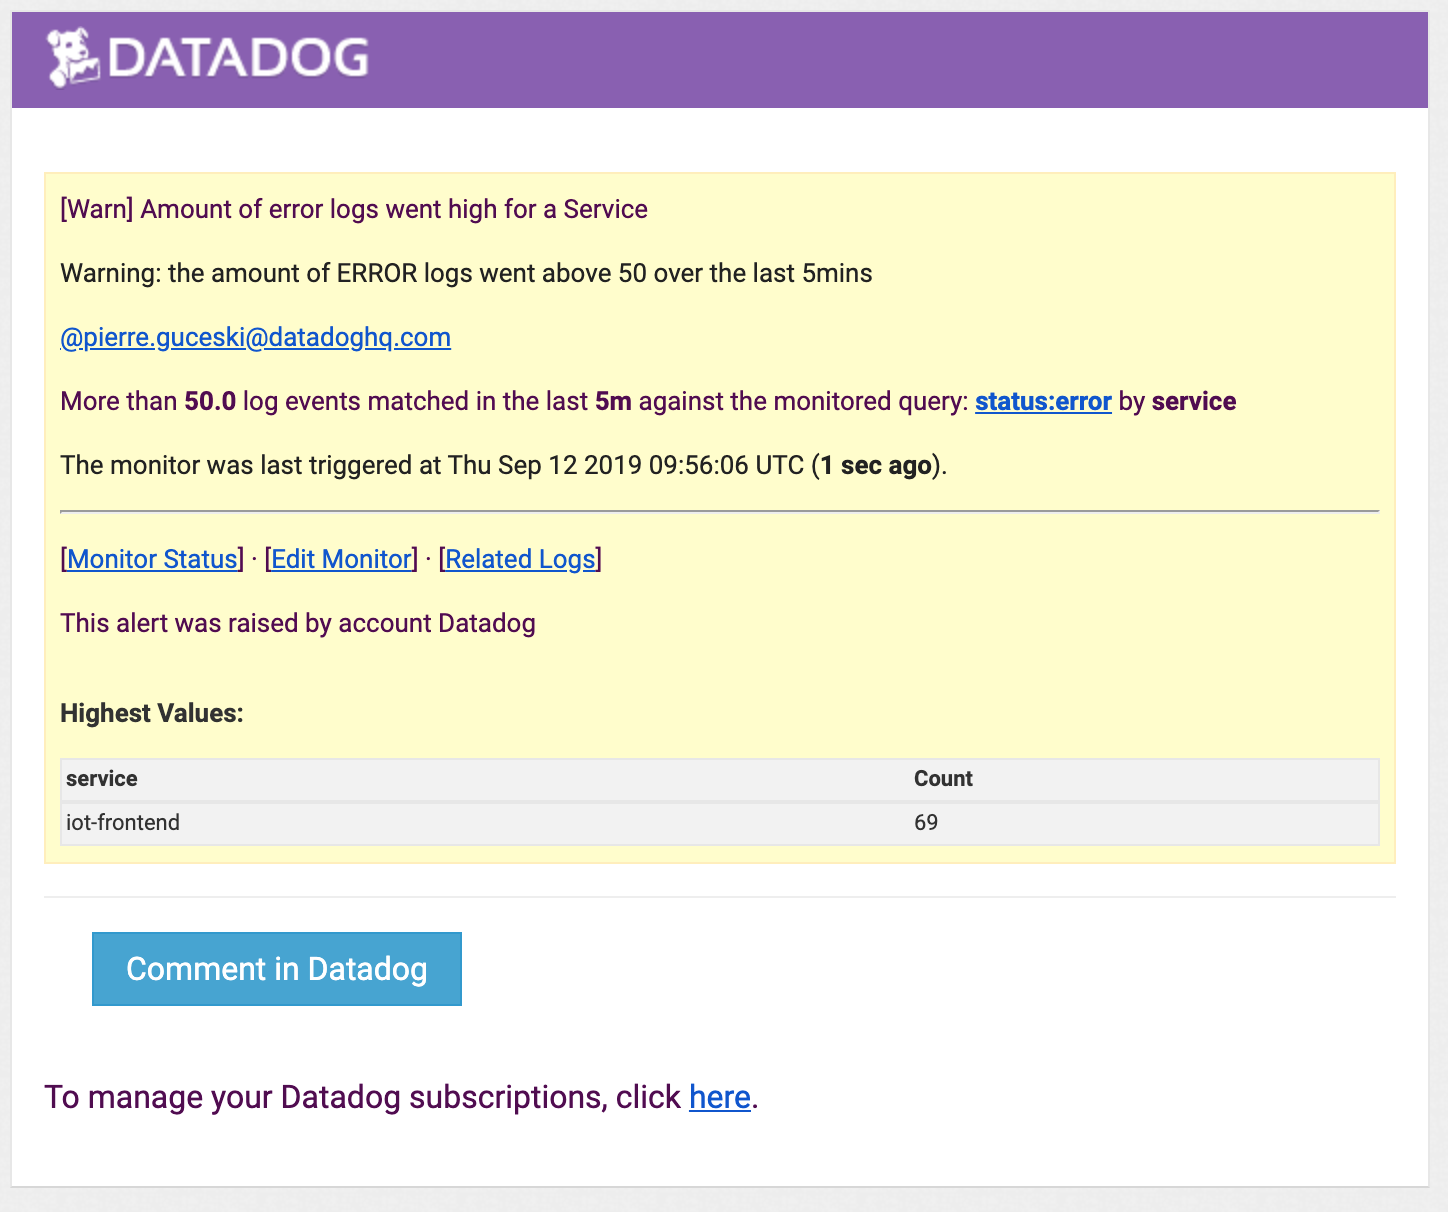 DATADOG
[Warn] Amount of error logs went high for a Service
Warning: the amount of ERROR logs went above 50 over the last 5mins
@pierre.guceski@datadoghq.com
More than 50.0 log events matched in the last 5m against the monitored query: status:error by service
The monitor was last triggered at Thu Sep 12 2019 09:56:06 UTC (1 sec ago).
[Monitor Status] · [Edit Monitor] · [Related Logs]
This alert was raised by account Datadog
Highest Values:
service Count
iot-frontend 69
Comment in Datadog
To manage your Datadog subscriptions, click here.